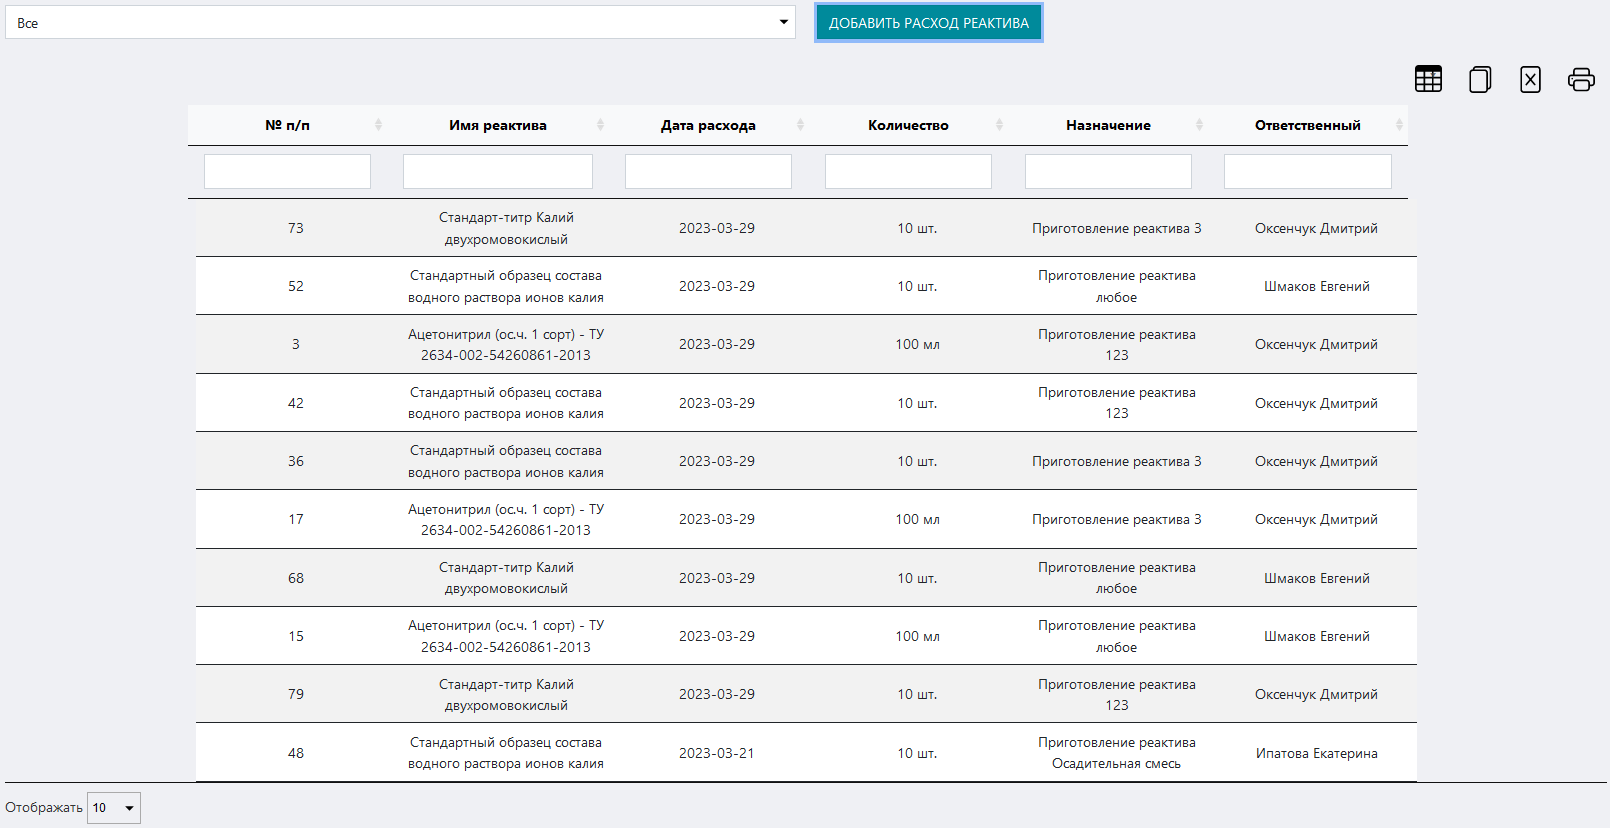 Все
ДОБАВИТЬ РАСХОД РЕАКТИВА
№ п/п Имя реактива Дата расхода Количество Назначение Ответственный
73 Стандарт-титр Калий двухромовокислый 2023-03-29 10 шт. Приготовление реактива 3 Оксенчук Дмитрий
52 Стандартный образец состава водного раствора ионов калия 2023-03-29 10 шт. Приготовление реактива любое Шмаков Евгений
3 Ацетонитрил (ос.ч. 1 сорт) - ТУ 2634-002-54260861-2013 2023-03-29 100 мл Приготовление реактива 123 Оксенчук Дмитрий
42 Стандартный образец состава водного раствора ионов калия 2023-03-29 10 шт. Приготовление реактива 123 Оксенчук Дмитрий
36 Стандартный образец состава водного раствора ионов калия 2023-03-29 10 шт. Приготовление реактива 3 Оксенчук Дмитрий
17 Ацетонитрил (ос.ч. 1 сорт) - ТУ 2634-002-54260861-2013 2023-03-29 100 мл Приготовление реактива 3 Оксенчук Дмитрий
68 Стандарт-титр Калий двухромовокислый 2023-03-29 10 шт. Приготовление реактива любое Шмаков Евгений
15 Ацетонитрил (ос.ч. 1 сорт) - ТУ 2634-002-54260861-2013 2023-03-29 100 мл Приготовление реактива любое Шмаков Евгений
79 Стандарт-титр Калий двухромовокислый 2023-03-29 10 шт. Приготовление реактива 123 Оксенчук Дмитрий
48 Стандартный образец состава водного раствора ионов калия 2023-03-21 10 шт. Приготовление реактива Осадительная смесь Ипатова Екатерина
Отображать 10